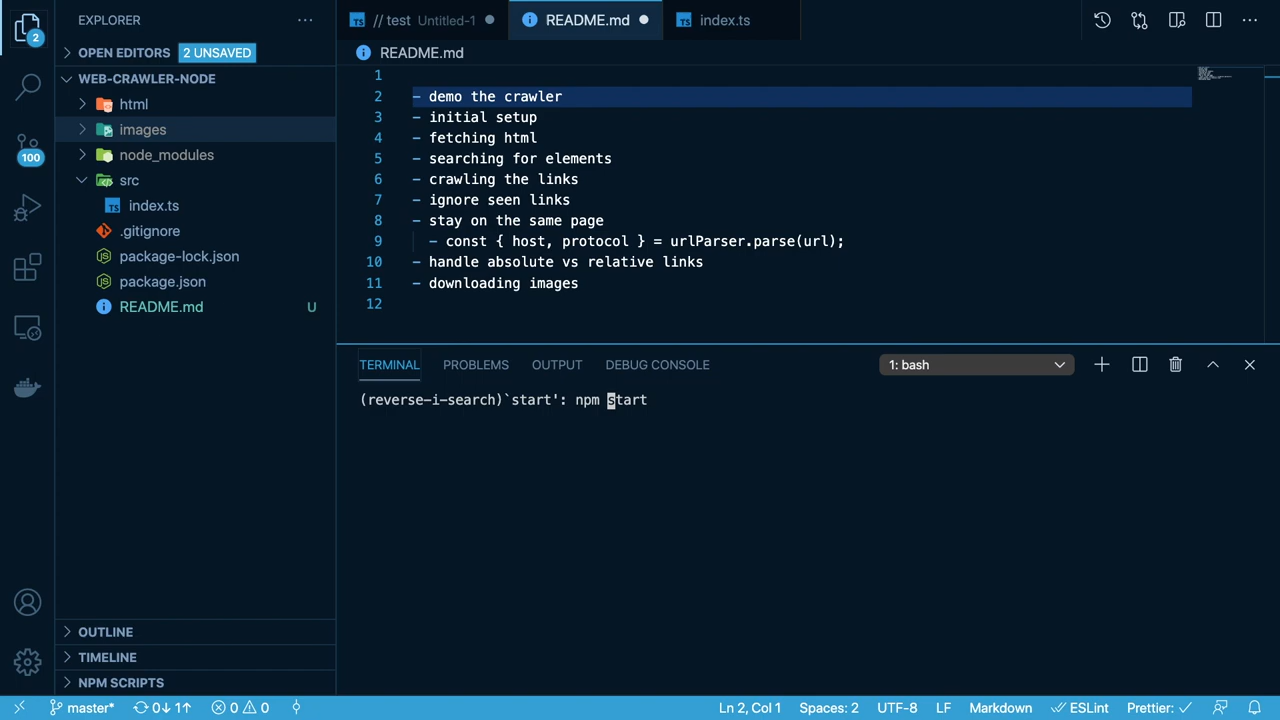 EXPLORER
2
OPEN EDITORS 2 UNSAVED
WEB-CRAWLER-NODE
html
images
100
node_modules
src
TS index.ts
.gitignore
package-lock.json
package.json
README.md U
OUTLINE
TIMELINE
NPM SCRIPTS
TS // test Untitled-1
README.md
TS index.ts
README.md
1
2 - demo the crawler
3 - initial setup
4 - fetching html
5 - searching for elements
6 - crawling the links
7 - ignore seen links
8 - stay on the same page
9 - const { host, protocol } = urlParser.parse(url);
10 - handle absolute vs relative links
11 - downloading images
12
TERMINAL PROBLEMS OUTPUT DEBUG CONSOLE 1: bash
(reverse-i-search)`start': npm start
master* 0↓ 1↑ 0 0 Ln 2, Col 1 Spaces: 2 UTF-8 LF Markdown ESLint Prettier: ✓